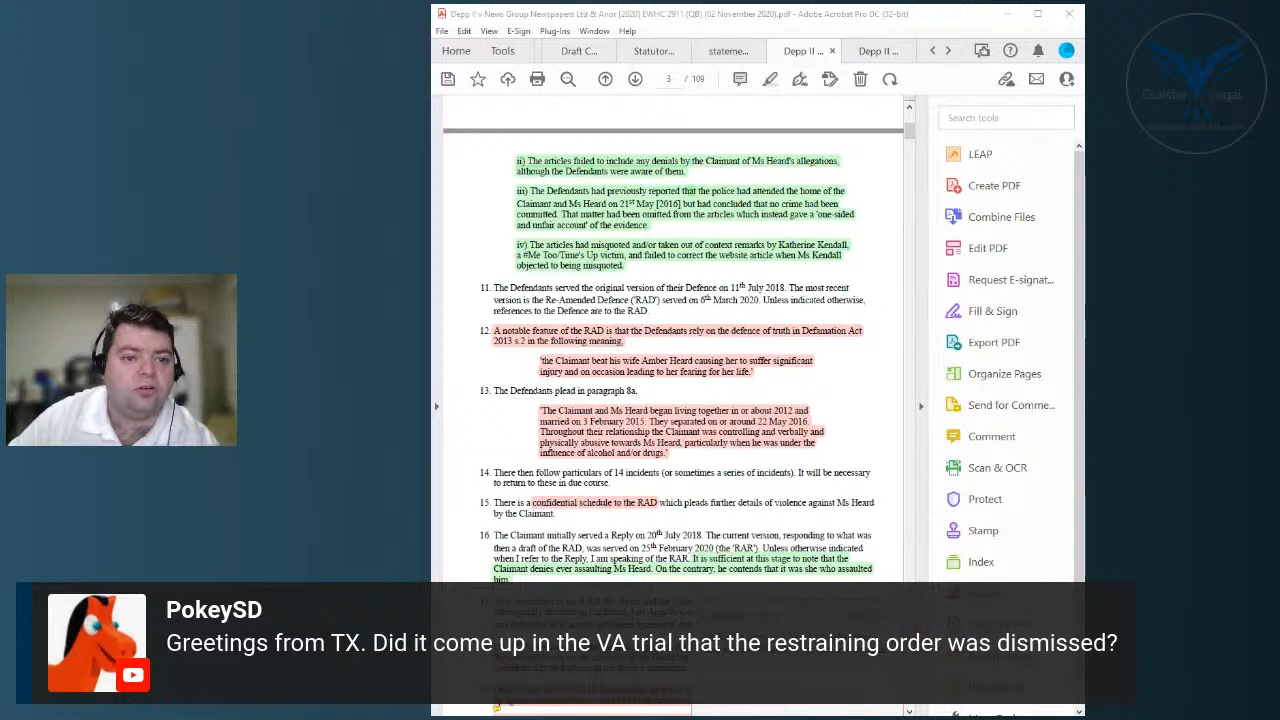 Depp II v News Group Newspapers Ltd & Anor [2020] EWHC 2911 (QB) (02 November 2020).pdf - Adobe Acrobat Pro DC (32-bit)
File Edit View E-Sign Plug-Ins Window Help
Home Tools Draft C... Statutor... stateme... Depp II ... × Depp II ...
3 / 109
Search tools
ii) The articles failed to include any denials by the Claimant of Ms Heard's allegations,
although the Defendants were aware of them.
iii) The Defendants had previously reported that the police had attended the home of the
Claimant and Ms Heard on 21st May [2016] but had concluded that no crime had been
committed. That matter had been omitted from the articles which instead gave a 'one-sided
and unfair account' of the evidence.
iv) The articles had misquoted and/or taken out of context remarks by Katherine Kendall,
a #Me Too/Time's Up victim, and failed to correct the website article when Ms Kendall
objected to being misquoted.
11. The Defendants served the original version of their Defence on 11th July 2018. The most recent
version is the Re-Amended Defence ('RAD') served on 6th March 2020. Unless indicated otherwise,
references to the Defence are to the RAD.
12. A notable feature of the RAD is that the Defendants rely on the defence of truth in Defamation Act
2013 s.2 in the following meaning,
'the Claimant beat his wife Amber Heard causing her to suffer significant
injury and on occasion leading to her fearing for her life.'
13. The Defendants plead in paragraph 8a,
'The Claimant and Ms Heard began living together in or about 2012 and
married on 3 February 2015. They separated on or around 22 May 2016.
Throughout their relationship the Claimant was controlling and verbally and
physically abusive towards Ms Heard, particularly when he was under the
influence of alcohol and/or drugs.'
14. There then follow particulars of 14 incidents (or sometimes a series of incidents). It will be necessary
to return to these in due course.
15. There is a confidential schedule to the RAD which pleads further details of violence against Ms Heard
by the Claimant.
16. The Claimant initially served a Reply on 20th July 2018. The current version, responding to what was
then a draft of the RAD, was served on 25th February 2020 (the 'RAR'). Unless otherwise indicated
when I refer to the Reply, I am speaking of the RAR. It is sufficient at this stage to note that the
Claimant denies ever assaulting Ms Heard. On the contrary, he contends that it was she who assaulted
him.
LEAP
Create PDF
Combine Files
Edit PDF
Request E-signat...
Fill & Sign
Export PDF
Organize Pages
Send for Comme...
Comment
Scan & OCR
Protect
Stamp
Index
PokeySD
Greetings from TX. Did it come up in the VA trial that the restraining order was dismissed?